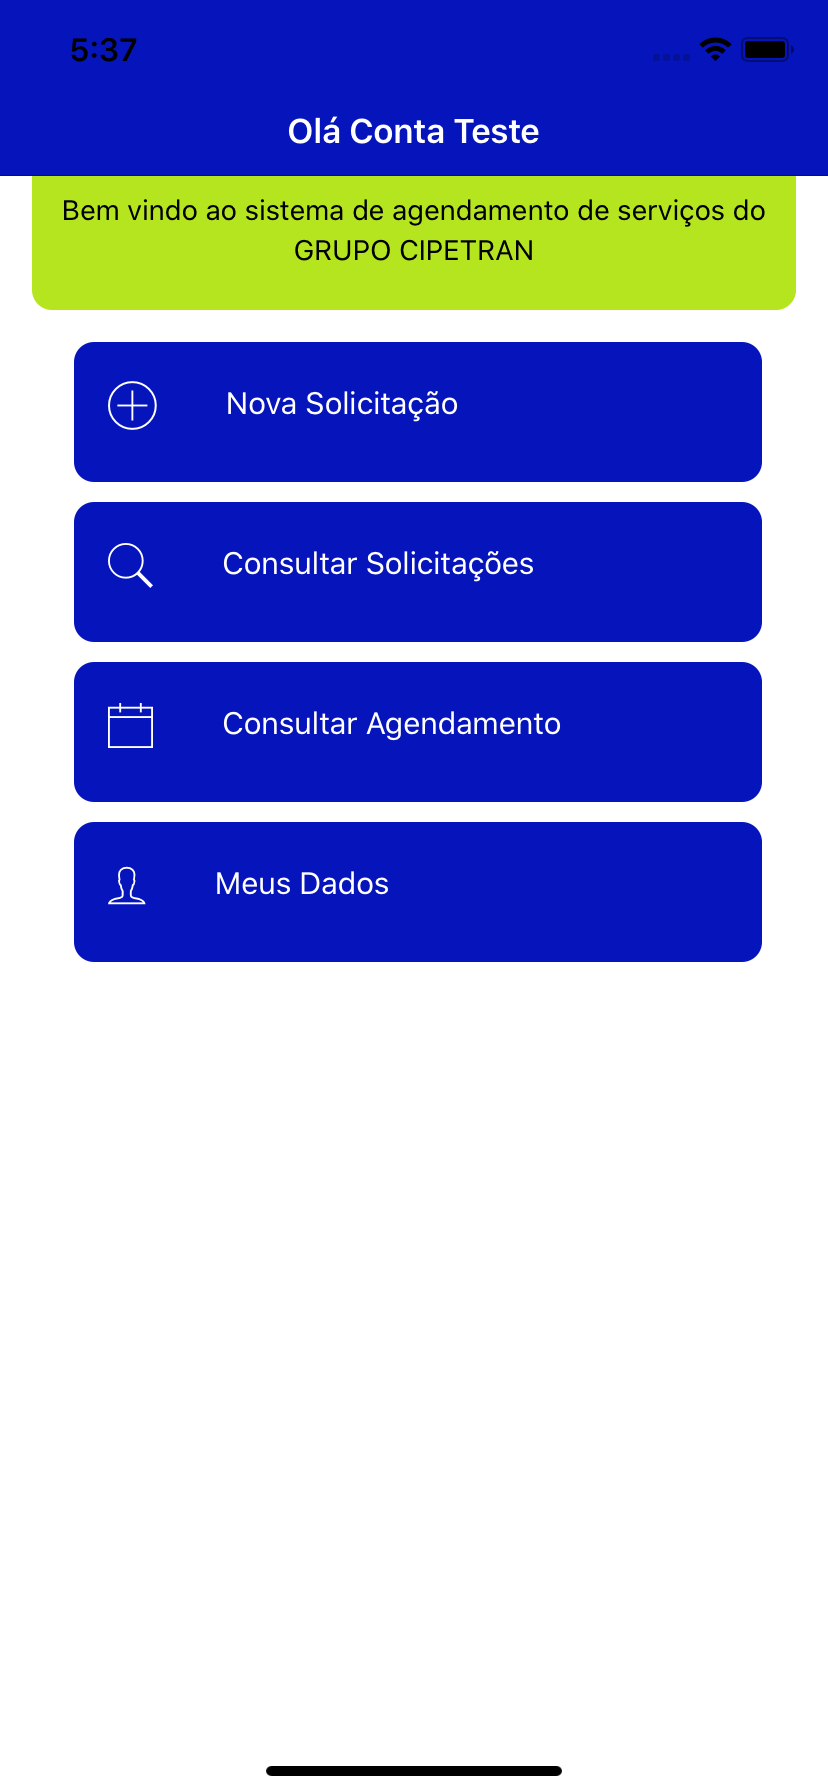 5:37
Olá Conta Teste
Bem vindo ao sistema de agendamento de serviços do
GRUPO CIPETRAN
Nova Solicitação
Consultar Solicitações
Consultar Agendamento
Meus Dados